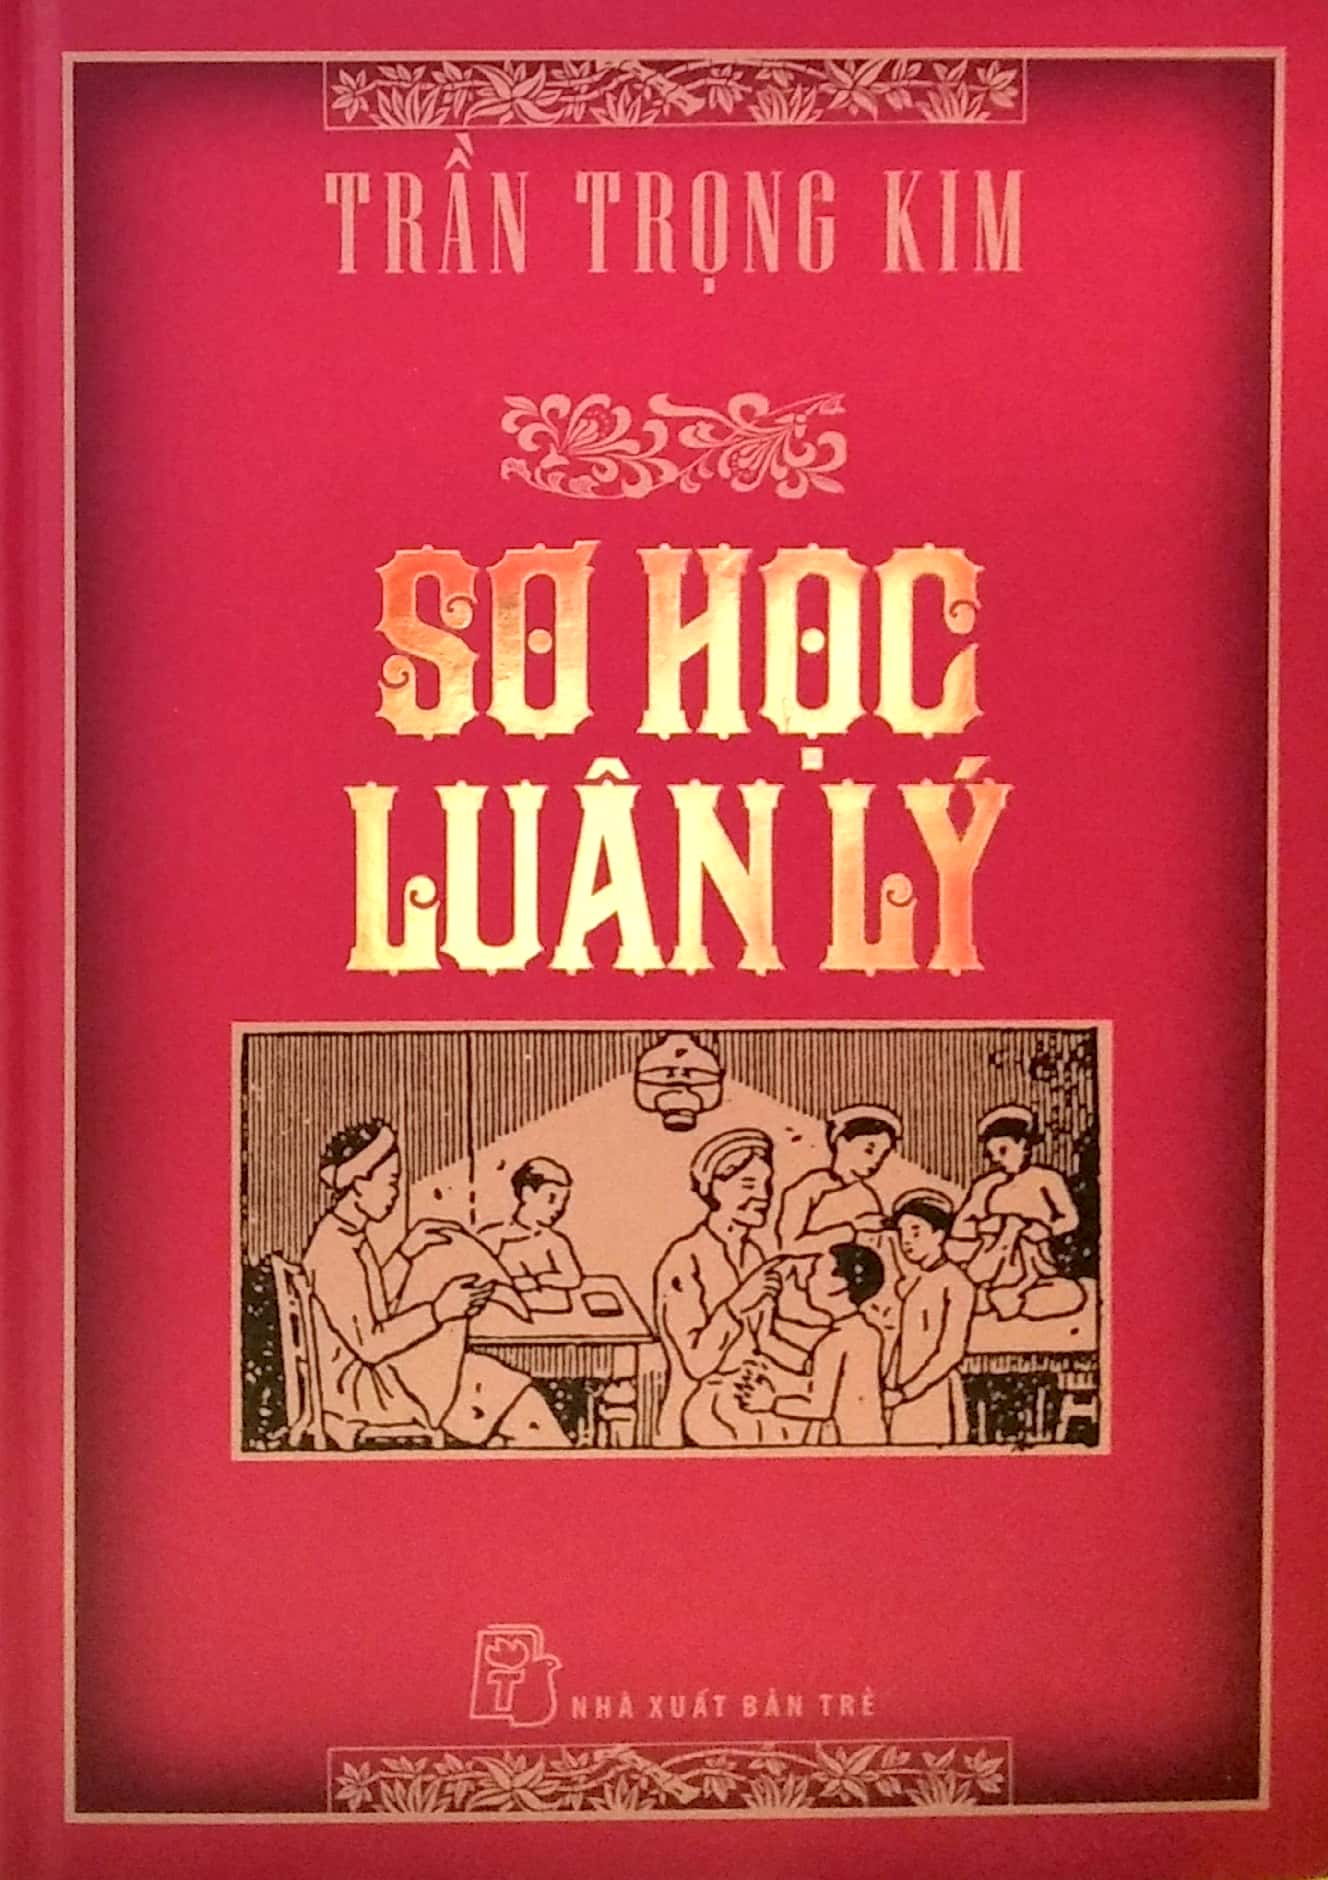 TRẦN TRỌNG KIM
SƠ HỌC
LUÂN LÝ
T
NHÀ XUẤT BẢN TRẺ